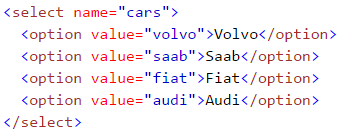 <select name="cars">
  <option value="volvo">Volvo</option>
  <option value="saab">Saab</option>
  <option value="fiat">Fiat</option>
  <option value="audi">Audi</option>
</select>